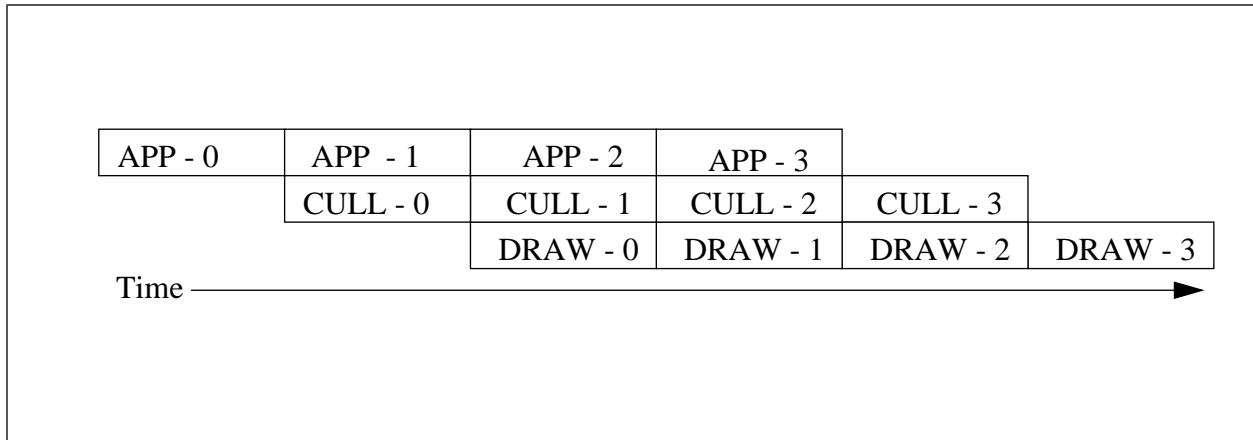 APP - 0 APP - 1 APP - 2 APP - 3
CULL - 0 CULL - 1 CULL - 2 CULL - 3
DRAW - 0 DRAW - 1 DRAW - 2 DRAW - 3
Time